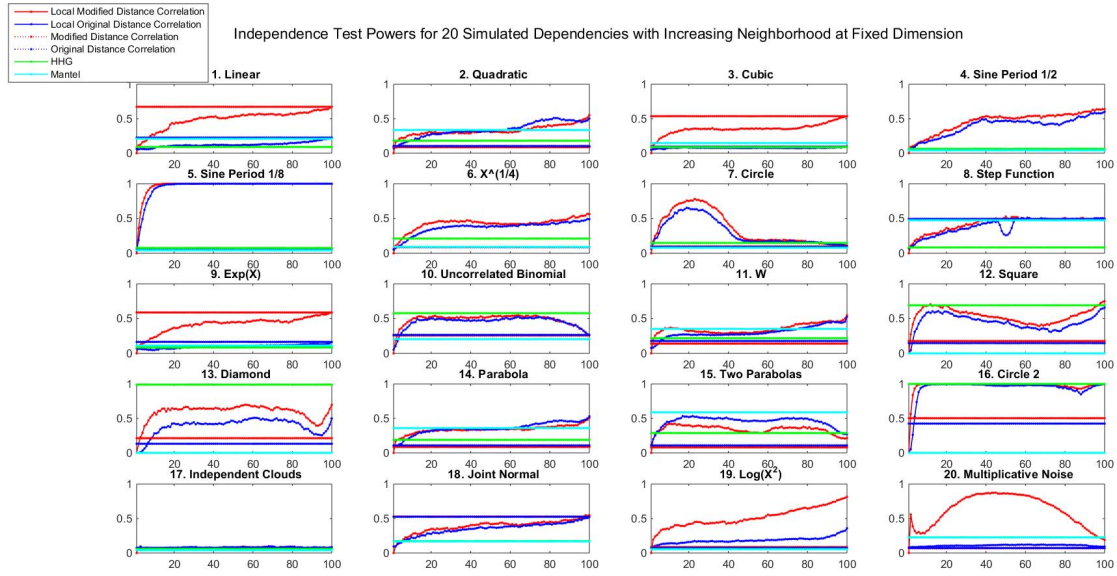 Local Modified Distance Correlation
Local Original Distance Correlation
Modified Distance Correlation
Original Distance Correlation
HHG
Mantel
Independence Test Powers for 20 Simulated Dependencies with Increasing Neighborhood at Fixed Dimension
1. Linear
1
0.5
0
20 40 60 80 100
2. Quadratic
1
0.5
0
20 40 60 80 100
3. Cubic
1
0.5
0
20 40 60 80 100
4. Sine Period 1/2
1
0.5
0
20 40 60 80 100
5. Sine Period 1/8
1
0.5
0
20 40 60 80 100
6. X^(1/4)
1
0.5
0
20 40 60 80 100
7. Circle
1
0.5
0
20 40 60 80 100
8. Step Function
1
0.5
0
20 40 60 80 100
9. Exp(X)
1
0.5
0
20 40 60 80 100
10. Uncorrelated Binomial
1
0.5
0
20 40 60 80 100
11. W
1
0.5
0
20 40 60 80 100
12. Square
1
0.5
0
20 40 60 80 100
13. Diamond
1
0.5
0
20 40 60 80 100
14. Parabola
1
0.5
0
20 40 60 80 100
15. Two Parabolas
1
0.5
0
20 40 60 80 100
16. Circle 2
1
0.5
0
20 40 60 80 100
17. Independent Clouds
1
0.5
0
20 40 60 80 100
18. Joint Normal
1
0.5
0
20 40 60 80 100
19. Log(X²)
1
0.5
0
20 40 60 80 100
20. Multiplicative Noise
1
0.5
0
20 40 60 80 100